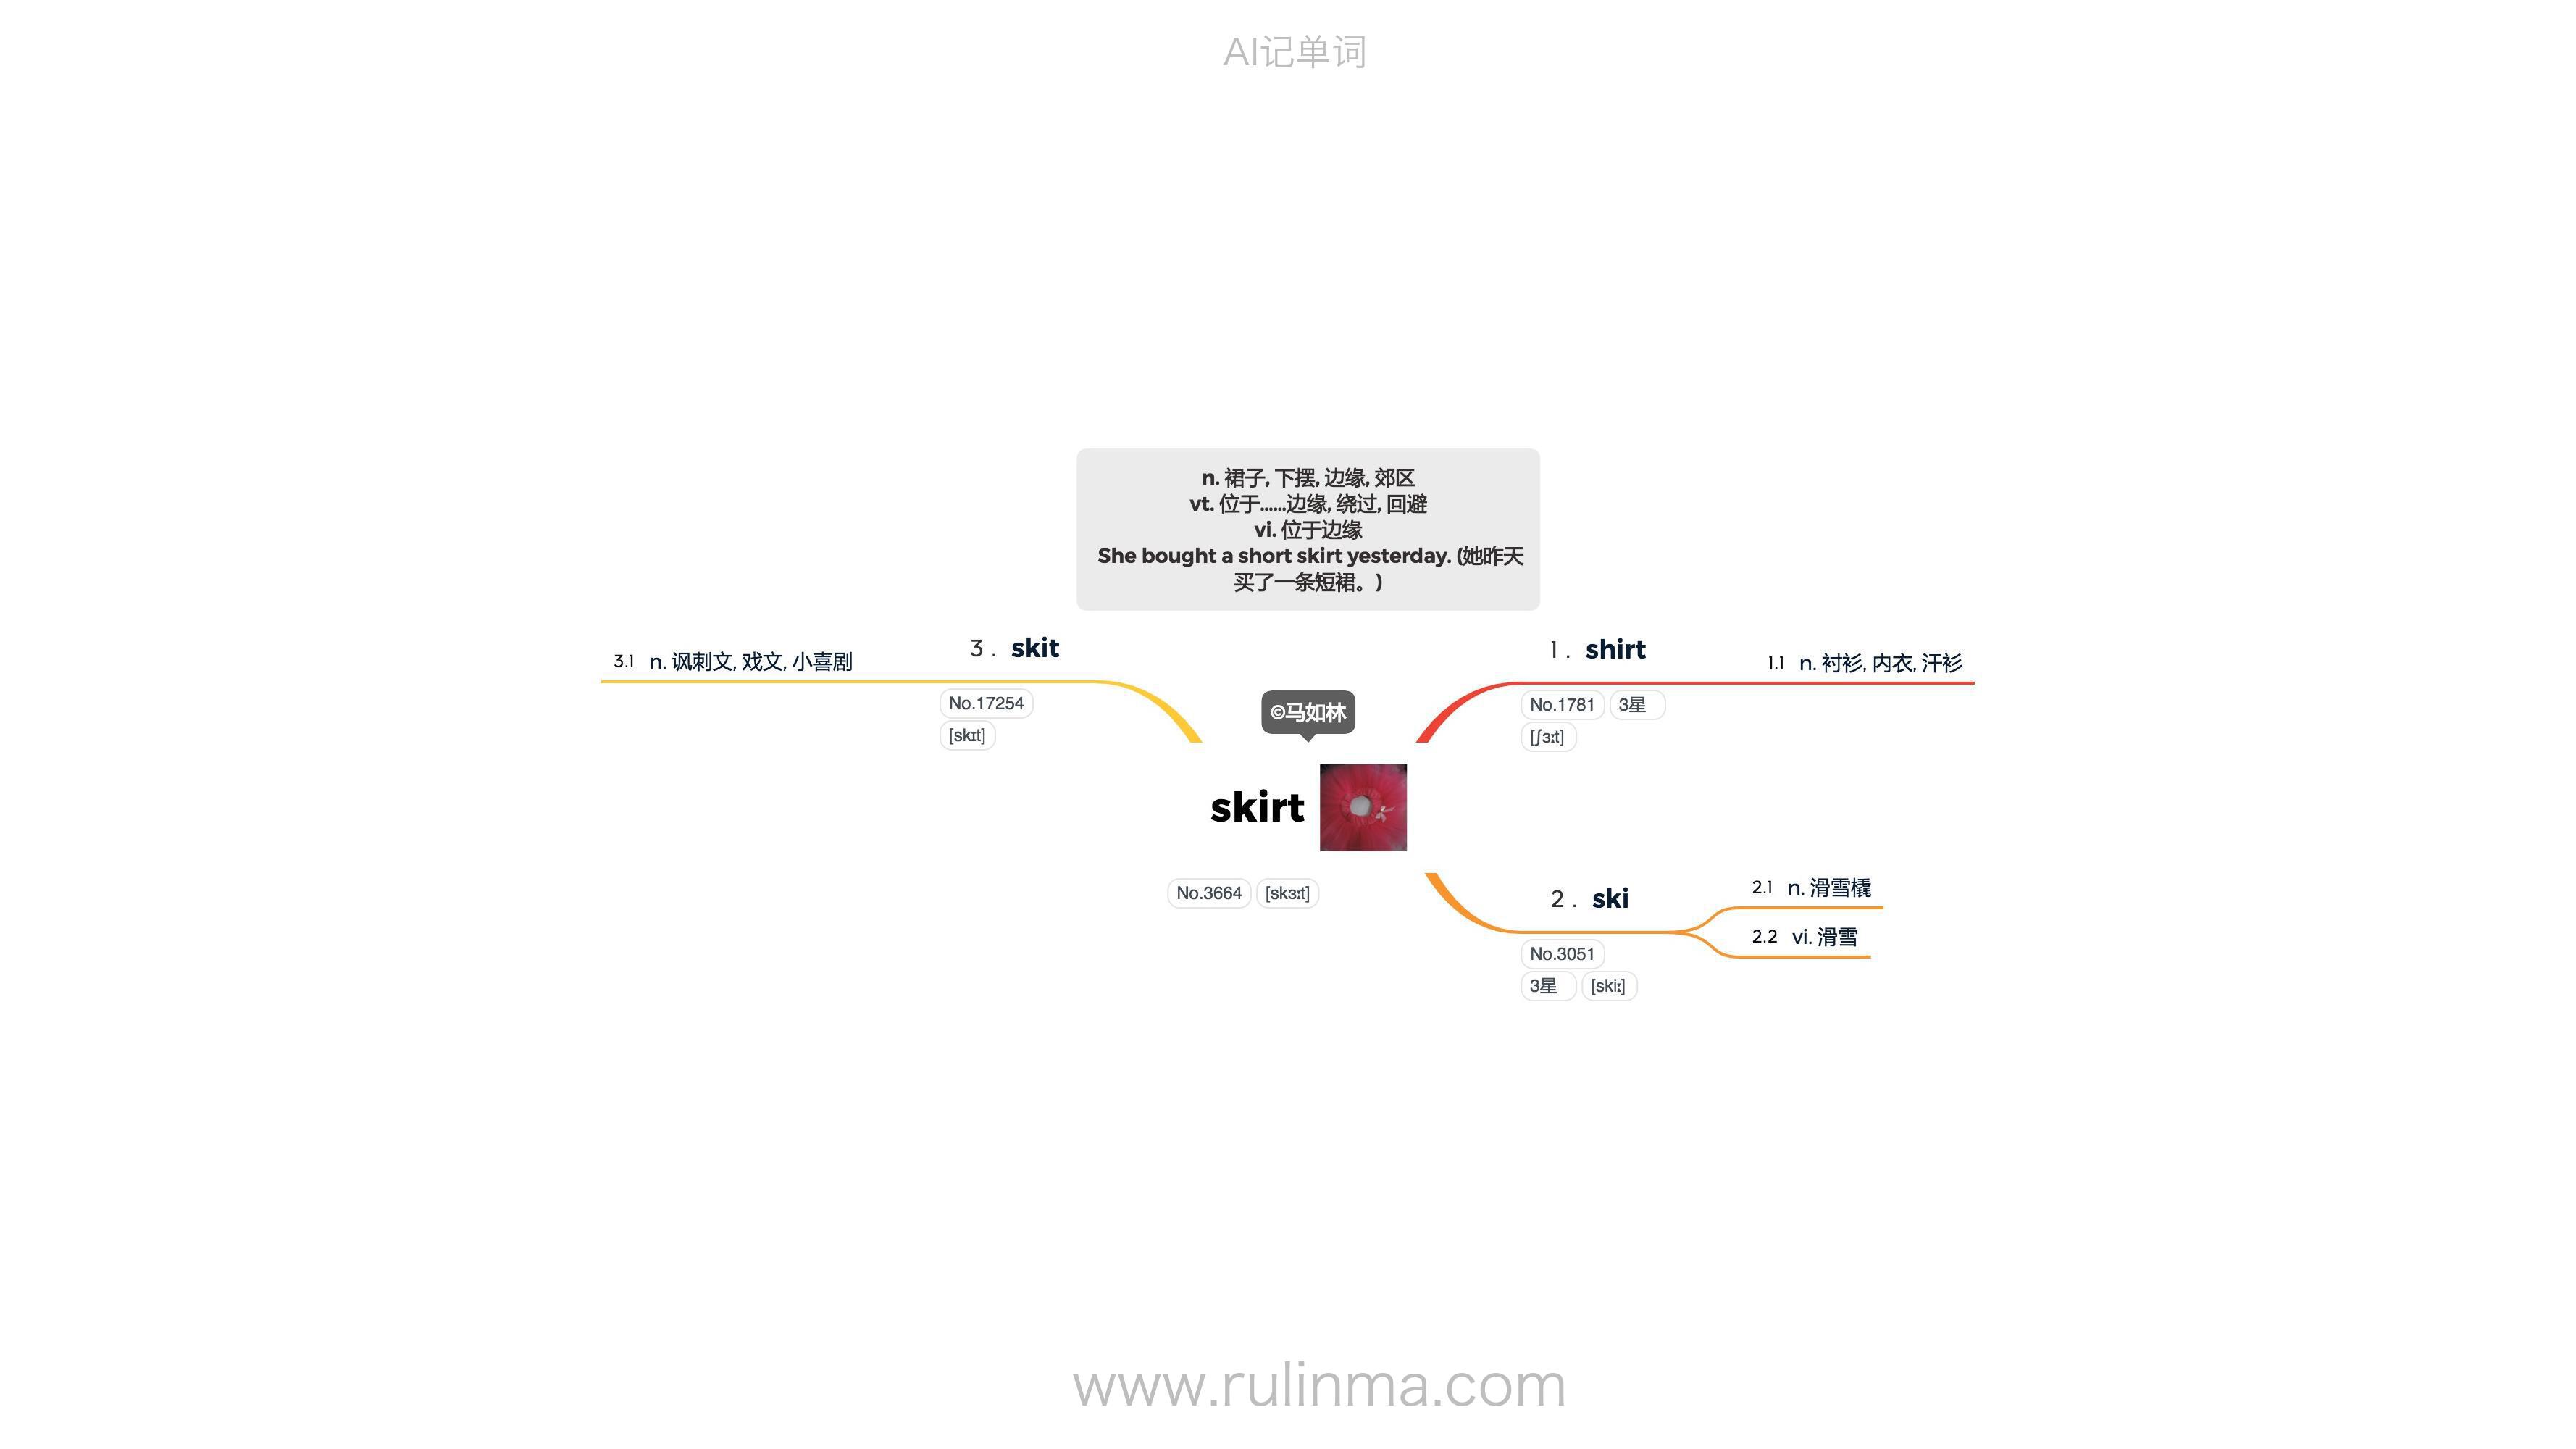 AI记单词
n. 裙子, 下摆, 边缘, 郊区
vt. 位于......边缘, 绕过, 回避
vi. 位于边缘
She bought a short skirt yesterday. (她昨天
买了一条短裙。)
3 . skit
3.1 n. 讽刺文, 戏文, 小喜剧
No.17254
[skɪt]
1 . shirt
1.1 n. 衬衫, 内衣, 汗衫
No.1781 3星
[ʃɜːt]
©马如林
skirt
No.3664 [skɜːt]
2 . ski
2.1 n. 滑雪橇
2.2 vi. 滑雪
No.3051
3星 [skiː]
www.rulinma.com